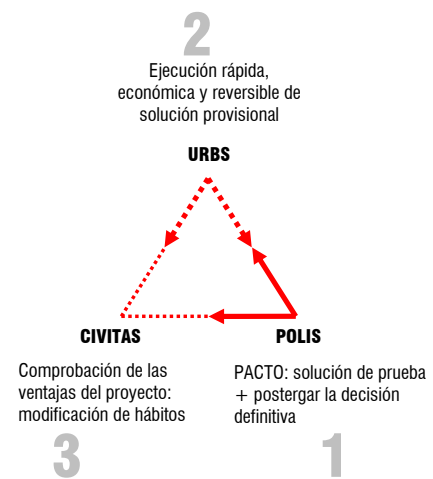 2
Ejecución rápida,
económica y reversible de
solución provisional
URBS
CIVITAS
Comprobación de las
ventajas del proyecto:
modificación de hábitos
3
POLIS
PACTO: solución de prueba
+ postergar la decisión
definitiva
1